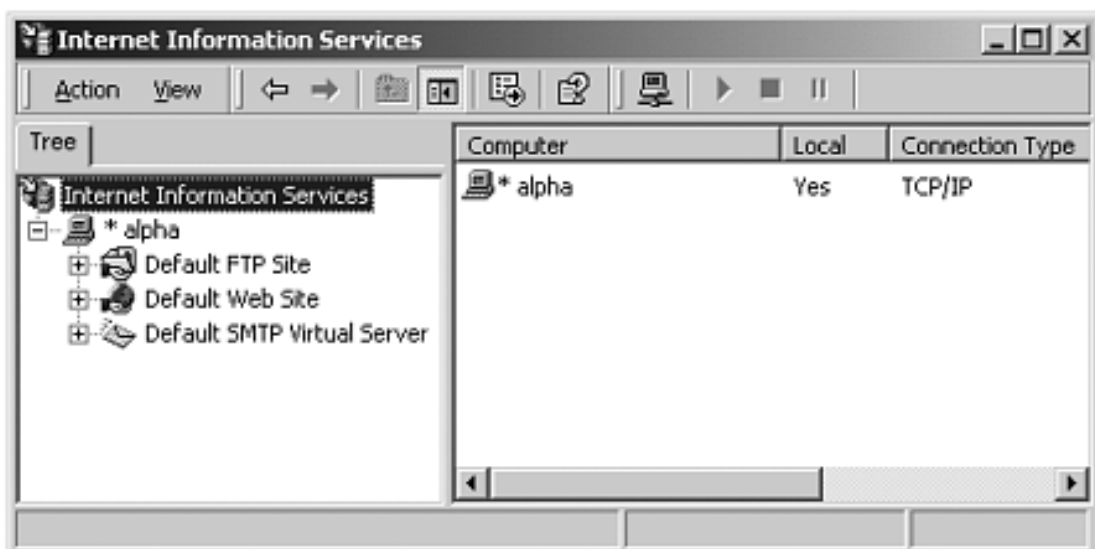 Internet Information Services
Action View
Tree
Internet Information Services
* alpha
Default FTP Site
Default Web Site
Default SMTP Virtual Server
Computer Local Connection Type
* alpha Yes TCP/IP